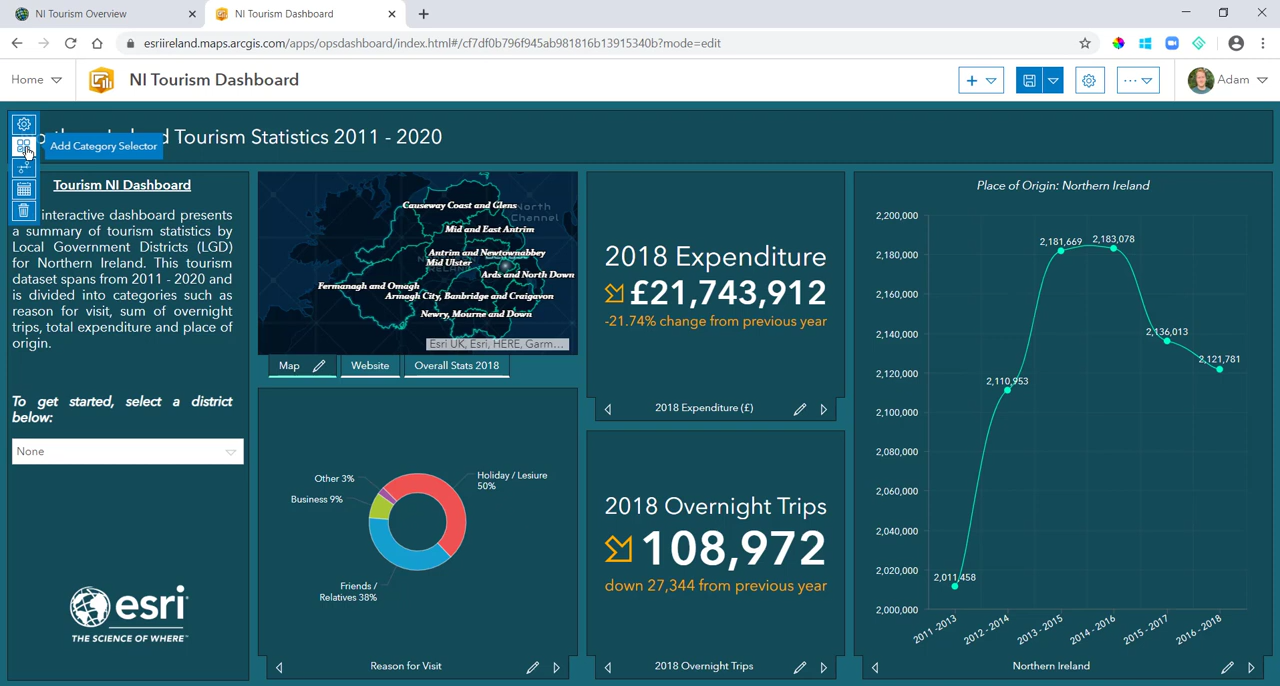 NI Tourism Overview
NI Tourism Dashboard
esriireland.maps.arcgis.com/apps/opsdashboard/index.html#/cf7df0b796f945ab981816b13915340b?mode=edit
Home
NI Tourism Dashboard
Adam
Tourism Statistics 2011 - 2020
Add Category Selector
Tourism NI Dashboard
interactive dashboard presents
a summary of tourism statistics by
Local Government Districts (LGD)
for Northern Ireland. This tourism
dataset spans from 2011 - 2020 and
is divided into categories such as
reason for visit, sum of overnight
trips, total expenditure and place of
origin.
To get started, select a district
below:
None
esri
THE SCIENCE OF WHERE™
North
Channel
Causeway Coast and Glens
Mid and East Antrim
Antrim and Newtownabbey
Mid Ulster
Ards and North Down
Fermanagh and Omagh
Armagh City, Banbridge and Craigavon
Newry, Mourne and Down
Esri UK, Esri, HERE, Garm...
Map
Website
Overall Stats 2018
Other 3%
Business 9%
Holiday / Lesiure
50%
Friends /
Relatives 38%
Reason for Visit
2018 Expenditure
£21,743,912
-21.74% change from previous year
2018 Expenditure (£)
2018 Overnight Trips
108,972
down 27,344 from previous year
2018 Overnight Trips
Place of Origin: Northern Ireland
2,200,000
2,180,000
2,160,000
2,140,000
2,120,000
2,100,000
2,080,000
2,060,000
2,040,000
2,020,000
2,000,000
2,011,458
2,110,953
2,181,669
2,183,078
2,136,013
2,121,781
2011 -2013
2012 - 2014
2013 - 2015
2014 - 2016
2015 - 2017
2016 - 2018
Northern Ireland